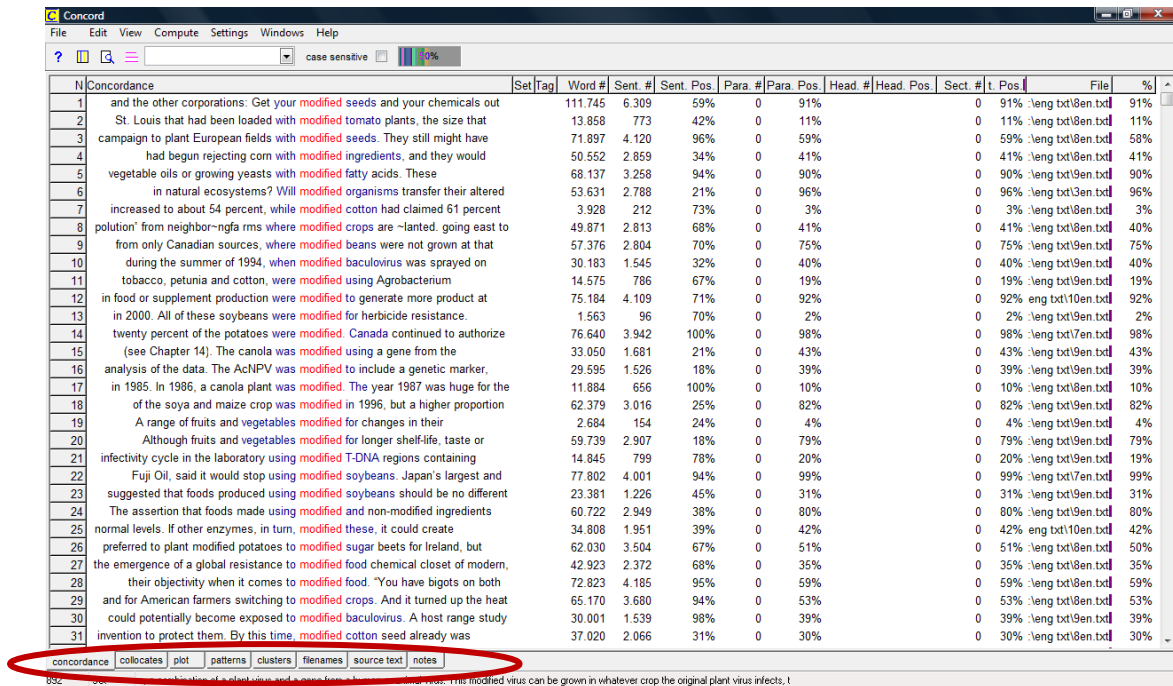 Concord
File Edit View Compute Settings Windows Help
? case sensitive 0%
N Concordance Set Tag Word # Sent. # Sent. Pos. Para. # Para. Pos. Head. # Head. Pos. Sect. # t. Pos. File %
1 and the other corporations: Get your modified seeds and your chemicals out 111.745 6.309 59% 0 91% 0 91% :\eng txt\8en.txt 91%
2 St. Louis that had been loaded with modified tomato plants, the size that 13.858 773 42% 0 11% 0 11% :\eng txt\8en.txt 11%
3 campaign to plant European fields with modified seeds. They still might have 71.897 4.120 96% 0 59% 0 59% :\eng txt\8en.txt 58%
4 had begun rejecting corn with modified ingredients, and they would 50.552 2.859 34% 0 41% 0 41% :\eng txt\8en.txt 41%
5 vegetable oils or growing yeasts with modified fatty acids. These 68.137 3.258 94% 0 90% 0 90% :\eng txt\9en.txt 90%
6 in natural ecosystems? Will modified organisms transfer their altered 53.631 2.788 21% 0 96% 0 96% :\eng txt\3en.txt 96%
7 increased to about 54 percent, while modified cotton had claimed 61 percent 3.928 212 73% 0 3% 0 3% :\eng txt\8en.txt 3%
8 polution" from neighbor~ngfa rms where modified crops are ~lanted. going east to 49.871 2.813 68% 0 41% 0 41% :\eng txt\8en.txt 40%
9 from only Canadian sources, where modified beans were not grown at that 57.376 2.804 70% 0 75% 0 75% :\eng txt\9en.txt 75%
10 during the summer of 1994, when modified baculovirus was sprayed on 30.183 1.545 32% 0 40% 0 40% :\eng txt\9en.txt 40%
11 tobacco, petunia and cotton, were modified using Agrobacterium 14.575 786 67% 0 19% 0 19% :\eng txt\9en.txt 19%
12 in food or supplement production were modified to generate more product at 75.184 4.109 71% 0 92% 0 92% eng txt\10en.txt 92%
13 in 2000. All of these soybeans were modified for herbicide resistance. 1.563 96 70% 0 2% 0 2% :\eng txt\9en.txt 2%
14 twenty percent of the potatoes were modified. Canada continued to authorize 76.640 3.942 100% 0 98% 0 98% :\eng txt\7en.txt 98%
15 (see Chapter 14). The canola was modified using a gene from the 33.050 1.681 21% 0 43% 0 43% :\eng txt\9en.txt 43%
16 analysis of the data. The AcNPV was modified to include a genetic marker, 29.595 1.526 18% 0 39% 0 39% :\eng txt\9en.txt 39%
17 in 1985. In 1986, a canola plant was modified. The year 1987 was huge for the 11.884 656 100% 0 10% 0 10% :\eng txt\8en.txt 10%
18 of the soya and maize crop was modified in 1996, but a higher proportion 62.379 3.016 25% 0 82% 0 82% :\eng txt\9en.txt 82%
19 A range of fruits and vegetables modified for changes in their 2.684 154 24% 0 4% 0 4% :\eng txt\9en.txt 4%
20 Although fruits and vegetables modified for longer shelf-life, taste or 59.739 2.907 18% 0 79% 0 79% :\eng txt\9en.txt 79%
21 infectivity cycle in the laboratory using modified T-DNA regions containing 14.845 799 78% 0 20% 0 20% :\eng txt\9en.txt 19%
22 Fuji Oil, said it would stop using modified soybeans. Japan's largest and 77.802 4.001 94% 0 99% 0 99% :\eng txt\7en.txt 99%
23 suggested that foods produced using modified soybeans should be no different 23.381 1.226 45% 0 31% 0 31% :\eng txt\9en.txt 31%
24 The assertion that foods made using modified and non-modified ingredients 60.722 2.949 38% 0 80% 0 80% :\eng txt\9en.txt 80%
25 normal levels. If other enzymes, in turn, modified these, it could create 34.808 1.951 39% 0 42% 0 42% eng txt\10en.txt 42%
26 preferred to plant modified potatoes to modified sugar beets for Ireland, but 62.030 3.504 67% 0 51% 0 51% :\eng txt\8en.txt 50%
27 the emergence of a global resistance to modified food chemical closet of modern, 42.923 2.372 68% 0 35% 0 35% :\eng txt\8en.txt 35%
28 their objectivity when it comes to modified food. "You have bigots on both 72.823 4.185 95% 0 59% 0 59% :\eng txt\8en.txt 59%
29 and for American farmers switching to modified crops. And it turned up the heat 65.170 3.680 94% 0 53% 0 53% :\eng txt\8en.txt 53%
30 could potentially become exposed to modified baculovirus. A host range study 30.001 1.539 98% 0 39% 0 39% :\eng txt\9en.txt 39%
31 invention to protect them. By this time, modified cotton seed already was 37.020 2.066 31% 0 30% 0 30% :\eng txt\8en.txt 30%
concordance collocates plot patterns clusters filenames source text notes
892 combination of a plant virus and a gene from a virus. This modified virus can be grown in whatever crop the original plant virus infects, t